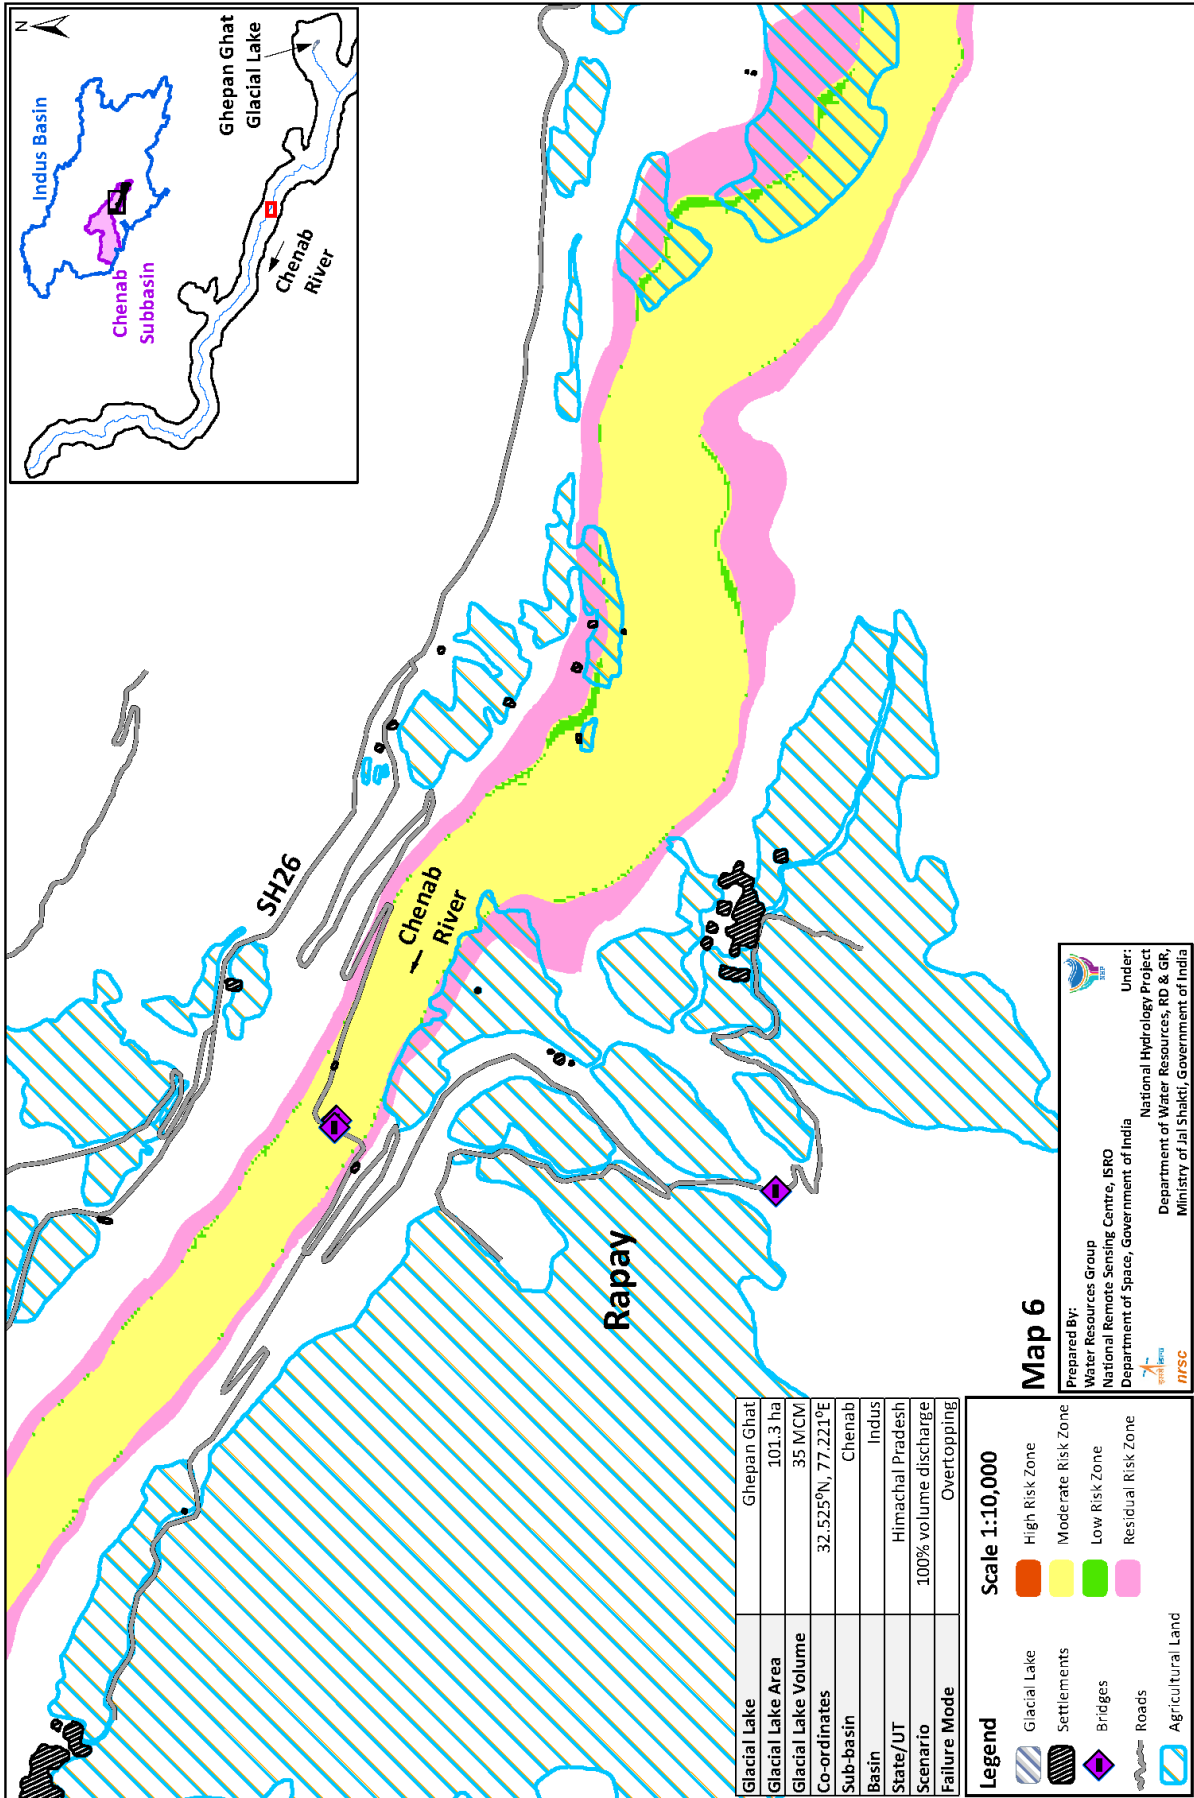 N
Indus Basin
Chenab
Subbasin
Ghepan Ghat
Glacial Lake
Chenab
River
SH26
Chenab
River
Rapay
Map 6
Glacial Lake Ghepan Ghat
Glacial Lake Area 101.3 ha
Glacial Lake Volume 35 MCM
Co-ordinates 32.525⁰N, 77.221⁰E
Sub-basin Chenab
Basin Indus
State/UT Himachal Pradesh
Scenario 100% volume discharge
Failure Mode Overtopping
Legend
Glacial Lake
Settlements
Bridges
Roads
Agricultural Land
Scale 1:10,000
High Risk Zone
Moderate Risk Zone
Low Risk Zone
Residual Risk Zone
Prepared By:
Water Resources Group
National Remote Sensing Centre, ISRO
Department of Space, Government of India
nrsc
NHP
Under:
National Hydrology Project
Department of Water Resources, RD & GR,
Ministry of Jal Shakti, Government of India